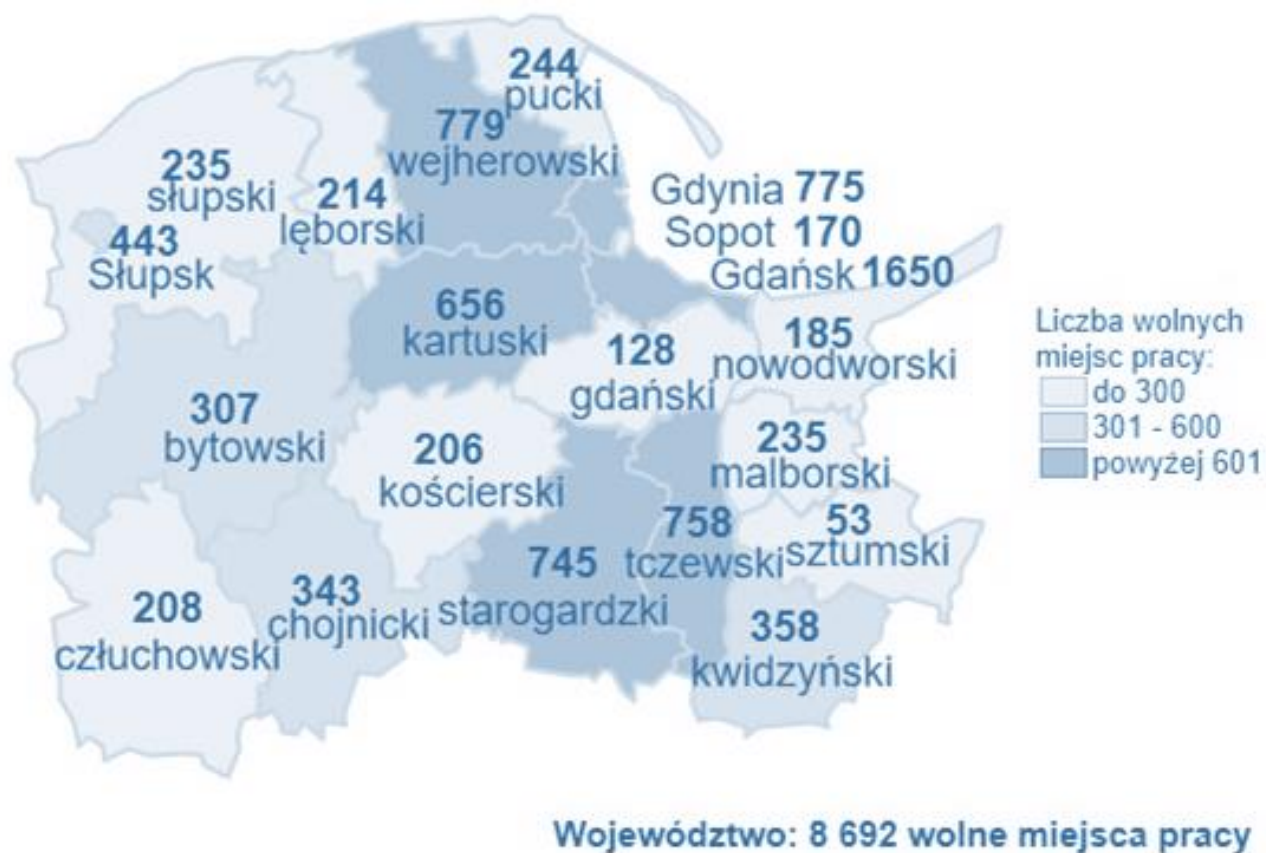 244
pucki
779
wejherowski
235
słupski
214
lęborski
443
Słupsk
Gdynia 775
Sopot 170
Gdańsk 1650
656
kartuski
128
gdański
185
nowodworski
307
bytowski
206
kościerski
235
malborski
758
tczewski
53
sztumski
745
starogardzki
343
chojnicki
208
człuchowski
358
kwidzyński
Liczba wolnych
miejsc pracy:
do 300
301 - 600
powyżej 601
Województwo: 8 692 wolne miejsca pracy